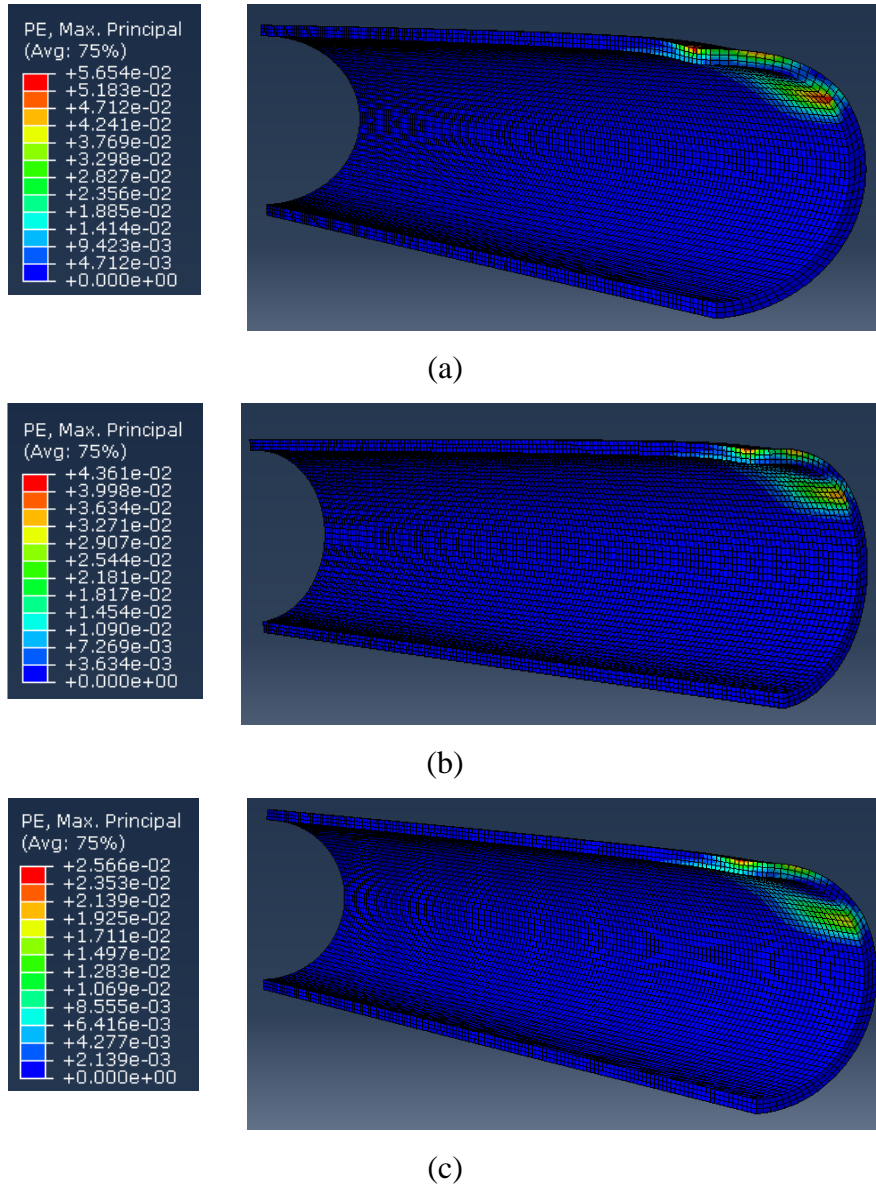 PE, Max. Principal
(Avg: 75%)
+5.654e-02
+5.183e-02
+4.712e-02
+4.241e-02
+3.769e-02
+3.298e-02
+2.827e-02
+2.356e-02
+1.885e-02
+1.414e-02
+9.423e-03
+4.712e-03
+0.000e+00
(a)
PE, Max. Principal
(Avg: 75%)
+4.361e-02
+3.998e-02
+3.634e-02
+3.271e-02
+2.907e-02
+2.544e-02
+2.181e-02
+1.817e-02
+1.454e-02
+1.090e-02
+7.269e-03
+3.634e-03
+0.000e+00
(b)
PE, Max. Principal
(Avg: 75%)
+2.566e-02
+2.353e-02
+2.139e-02
+1.925e-02
+1.711e-02
+1.497e-02
+1.283e-02
+1.069e-02
+8.555e-03
+6.416e-03
+4.277e-03
+2.139e-03
+0.000e+00
(c)